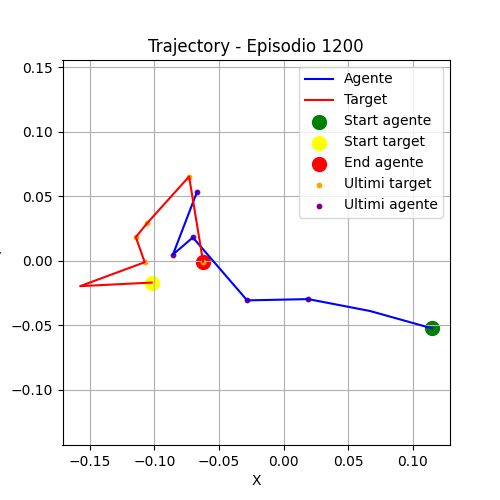 Trajectory - Episodio 1200
0.15
0.10
0.05
0.00
−0.05
−0.10
−0.15
−0.10
−0.05
0.00
0.05
0.10
X
Agente
Target
Start agente
Start target
End agente
Ultimi target
Ultimi agente